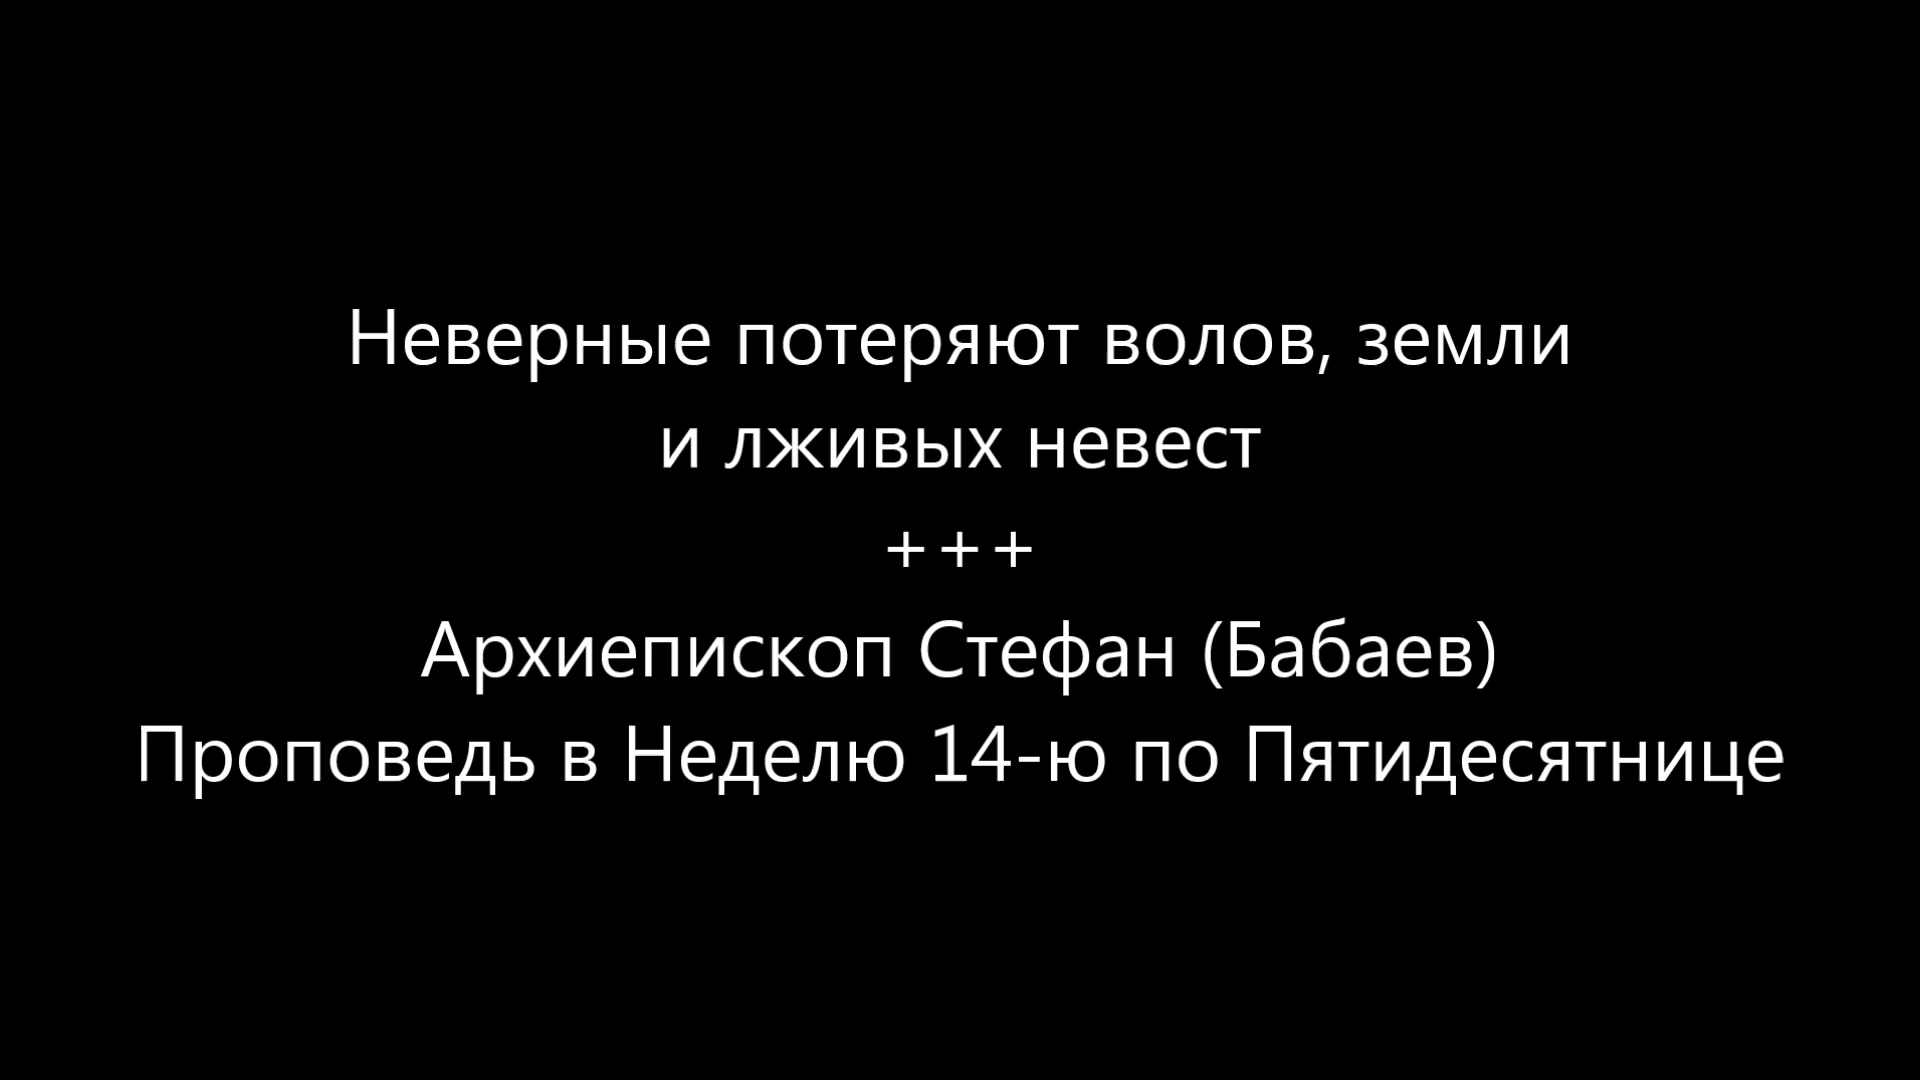 Неверные потеряют волов, земли
и лживых невест
+++
Архиепископ Стефан (Бабаев)
Проповедь в Неделю 14-ю по Пятидесятнице